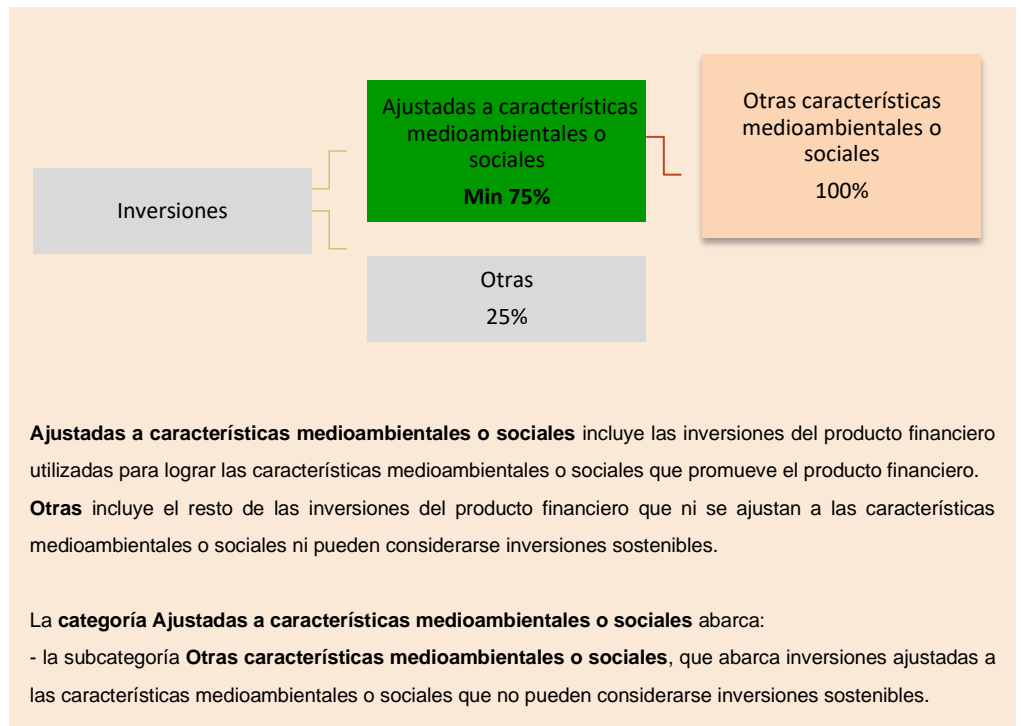 Inversiones
Ajustadas a características
medioambientales o
sociales
Min 75%
Otras características
medioambientales o
sociales
100%
Otras
25%
Ajustadas a características medioambientales o sociales incluye las inversiones del producto financiero
utilizadas para lograr las características medioambientales o sociales que promueve el producto financiero.
Otras incluye el resto de las inversiones del producto financiero que ni se ajustan a las características
medioambientales o sociales ni pueden considerarse inversiones sostenibles.
La categoría Ajustadas a características medioambientales o sociales abarca:
- la subcategoría Otras características medioambientales o sociales, que abarca inversiones ajustadas a
las características medioambientales o sociales que no pueden considerarse inversiones sostenibles.